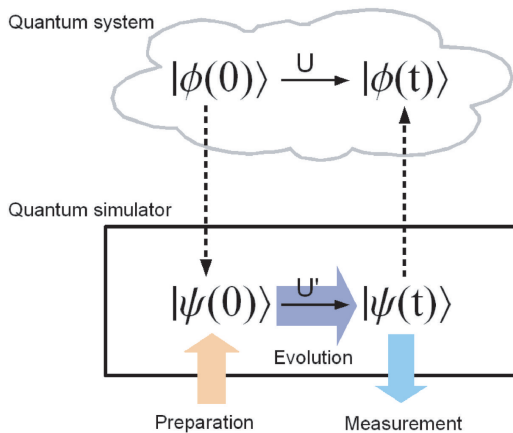 Quantum system
U
|ϕ(0)⟩ |ϕ(t)⟩
Quantum simulator
U'
|ψ(0)⟩ |ψ(t)⟩
Evolution
Preparation Measurement